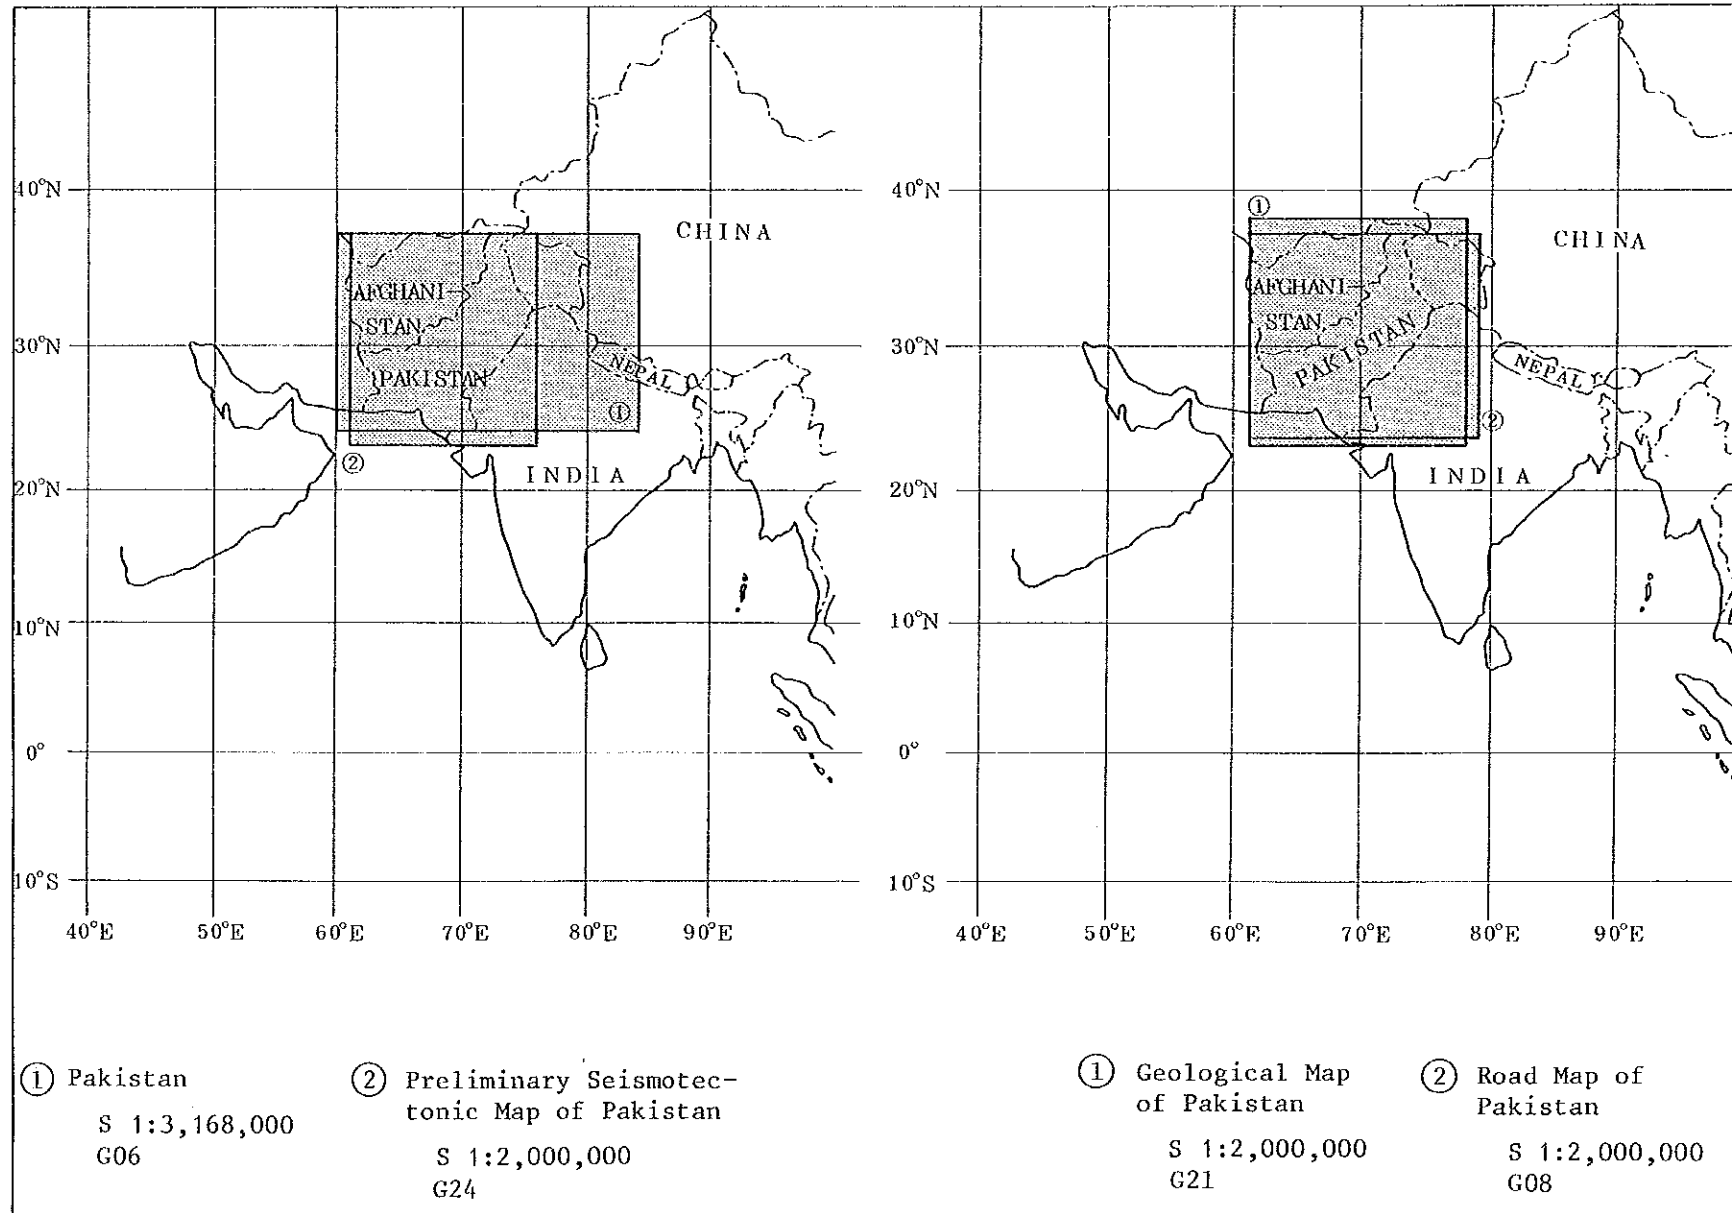 40°N
CHINA
AFGHANI-
STAN
30°N
PAKISTAN
NEPAL
①
②
INDIA
20°N
10°N
0°
10°S
40°E 50°E 60°E 70°E 80°E 90°E
① Pakistan
S 1:3,168,000
G06
② Preliminary Seismotec-
tonic Map of Pakistan
S 1:2,000,000
G24
40°N
①
CHINA
AFGHANI-
STAN
PAKISTAN
30°N
NEPAL
②
INDIA
20°N
10°N
0°
10°S
40°E 50°E 60°E 70°E 80°E 90°E
① Geological Map
of Pakistan
S 1:2,000,000
G21
② Road Map of
Pakistan
S 1:2,000,000
G08